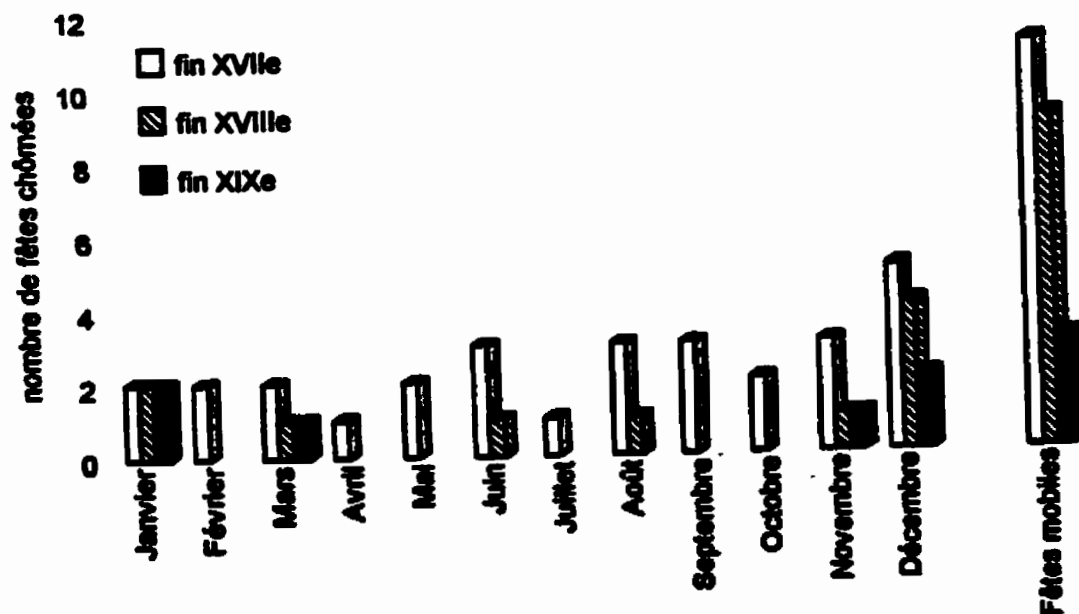 nombre de fêtes chômées
12
10
8
6
4
2
0
fin XVIIe
fin XVIIIe
fin XIXe
Janvier
Février
Mars
Avril
Mai
Juin
Juillet
Août
Septembre
Octobre
Novembre
Décembre
Fêtes mobiles